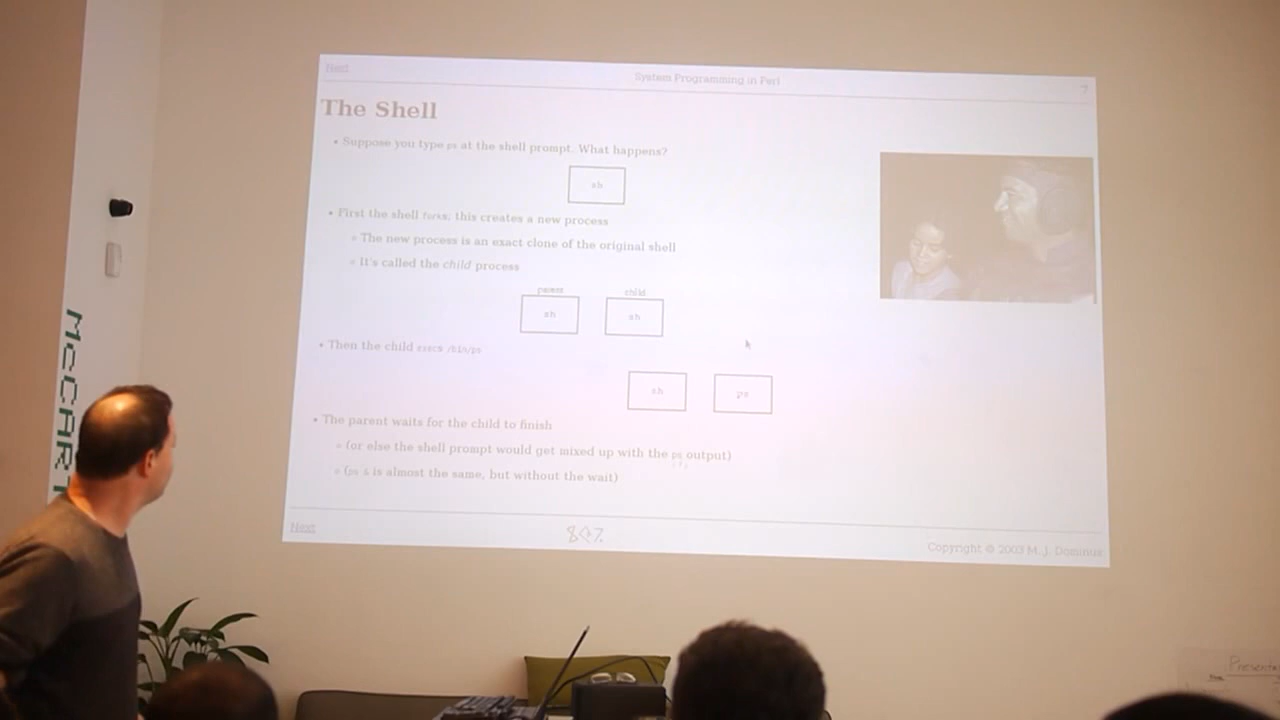 Next
System Programming in Perl
7
The Shell
• Suppose you type ps at the shell prompt. What happens?
sh
• First the shell forks; this creates a new process
◦ The new process is an exact clone of the original shell
◦ It's called the child process
parent child
sh sh
• Then the child execs /bin/ps
sh ps
• The parent waits for the child to finish
◦ (or else the shell prompt would get mixed up with the ps output)
◦ (ps & is almost the same, but without the wait)
Next
Copyright © 2003 M. J. Dominus
McCART
Presenta